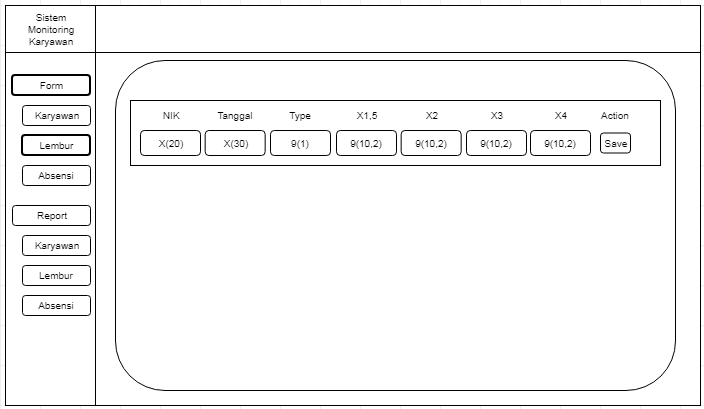 Sistem
Monitoring
Karyawan
Form
Karyawan
Lembur
Absensi
Report
Karyawan
Lembur
Absensi
NIK Tanggal Type X1,5 X2 X3 X4 Action
X(20) X(30) 9(1) 9(10,2) 9(10,2) 9(10,2) 9(10,2) Save